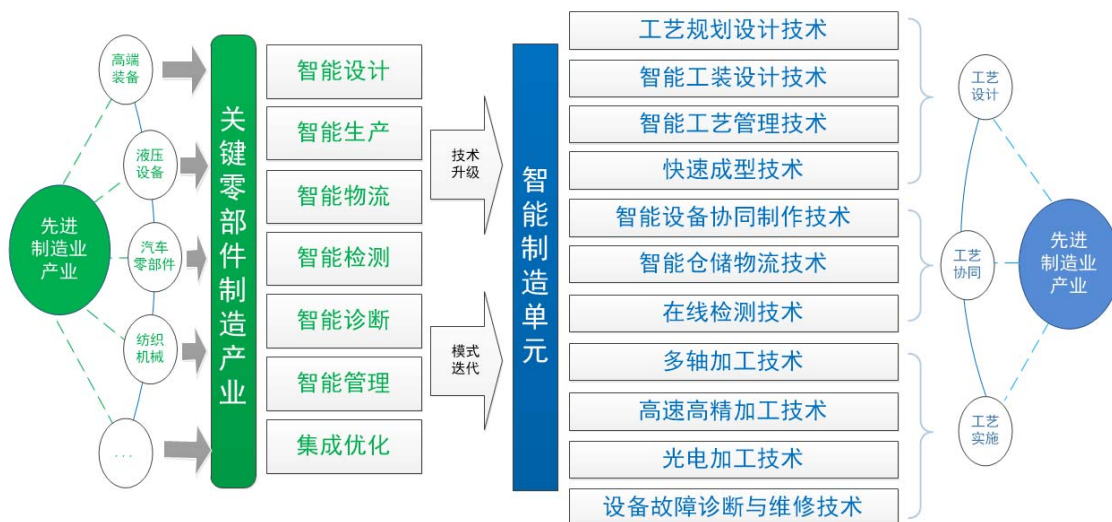 先进
制造业
产业
高端
装备
液压
设备
汽车
零部件
纺织
机械
...
关键零部件制造产业
智能设计
智能生产
智能物流
智能检测
智能诊断
智能管理
集成优化
技术
升级
模式
迭代
智能制造单元
工艺规划设计技术
智能工装设计技术
智能工艺管理技术
快速成型技术
智能设备协同制作技术
智能仓储物流技术
在线检测技术
多轴加工技术
高速高精加工技术
光电加工技术
设备故障诊断与维修技术
工艺
设计
工艺
协同
工艺
实施
先进
制造业
产业